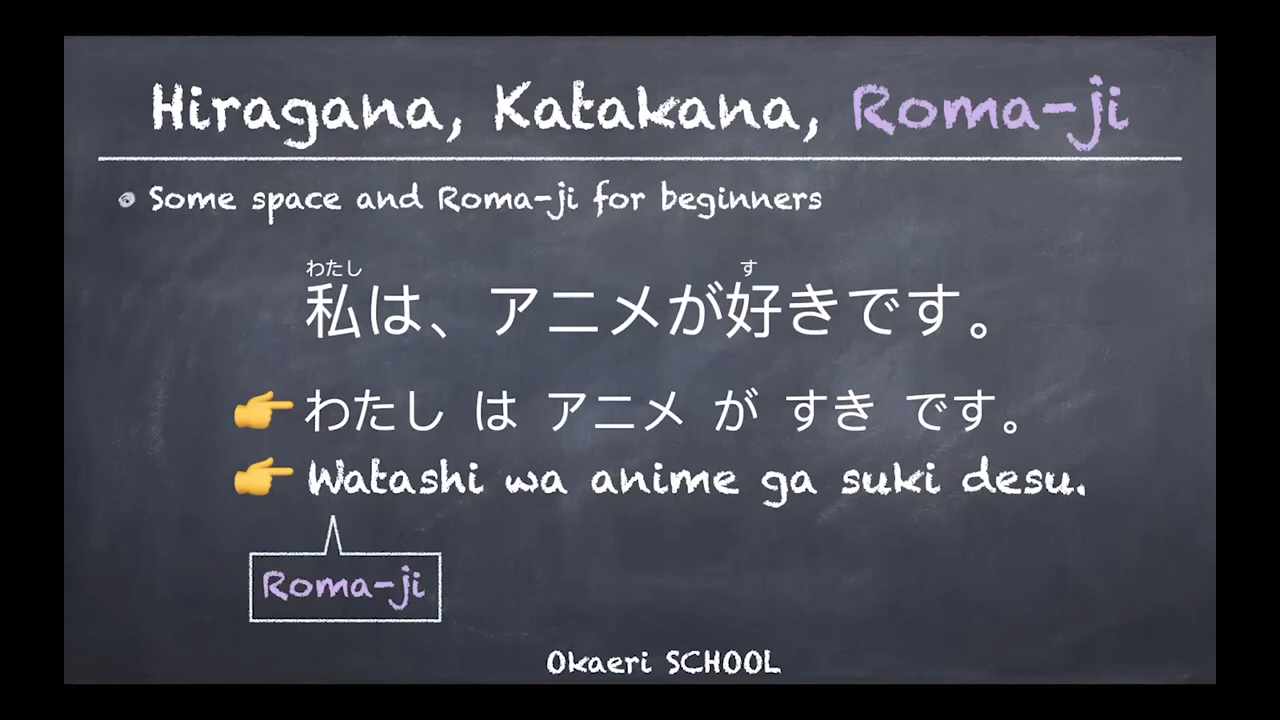 Hiragana, Katakana, Roma-ji
Some space and Roma-ji for beginners
わたし す
私は、アニメが好きです。
わたし は アニメ が すき です。
Watashi wa anime ga suki desu.
Roma-ji
Okaeri SCHOOL